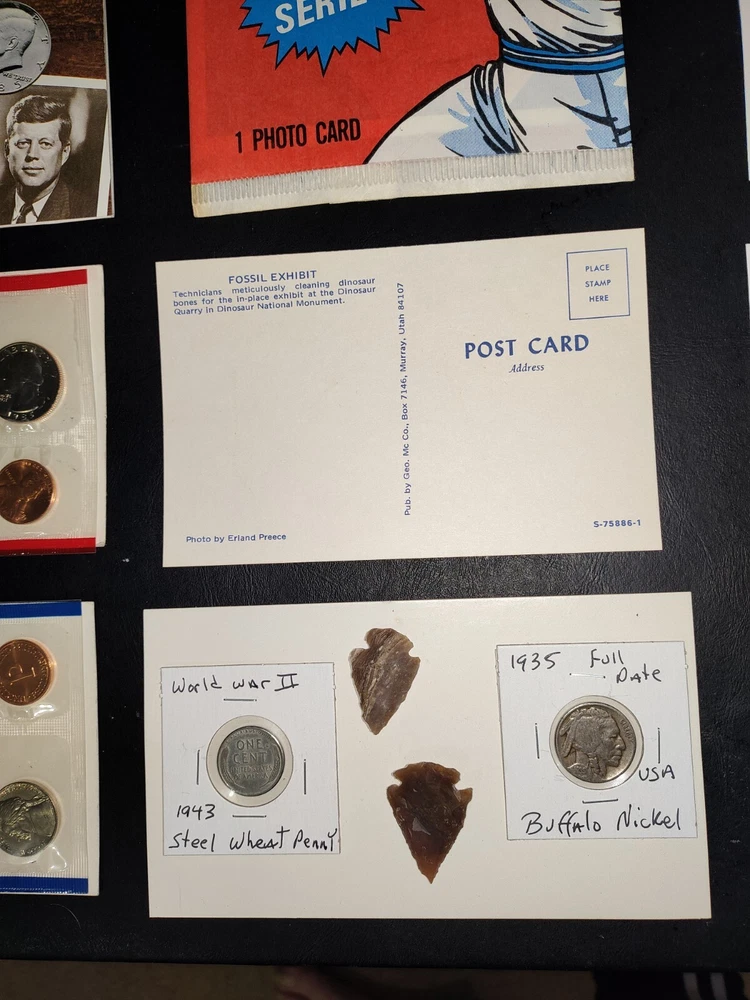 SERIE
1 PHOTO CARD
FOSSIL EXHIBIT
Technicians meticulously cleaning dinosaur
bones for the in-place exhibit at the Dinosaur
Quarry in Dinosaur National Monument.
Pub. by Geo. Mc Co., Box 7146, Murray, Utah 84107
PLACE
STAMP
HERE
POST CARD
Address
Photo by Erland Preece
S-75886-1
World War II
ONE
CENT
1943
Steel Wheat Penny
1935 Full
Date
USA
Buffalo Nickel